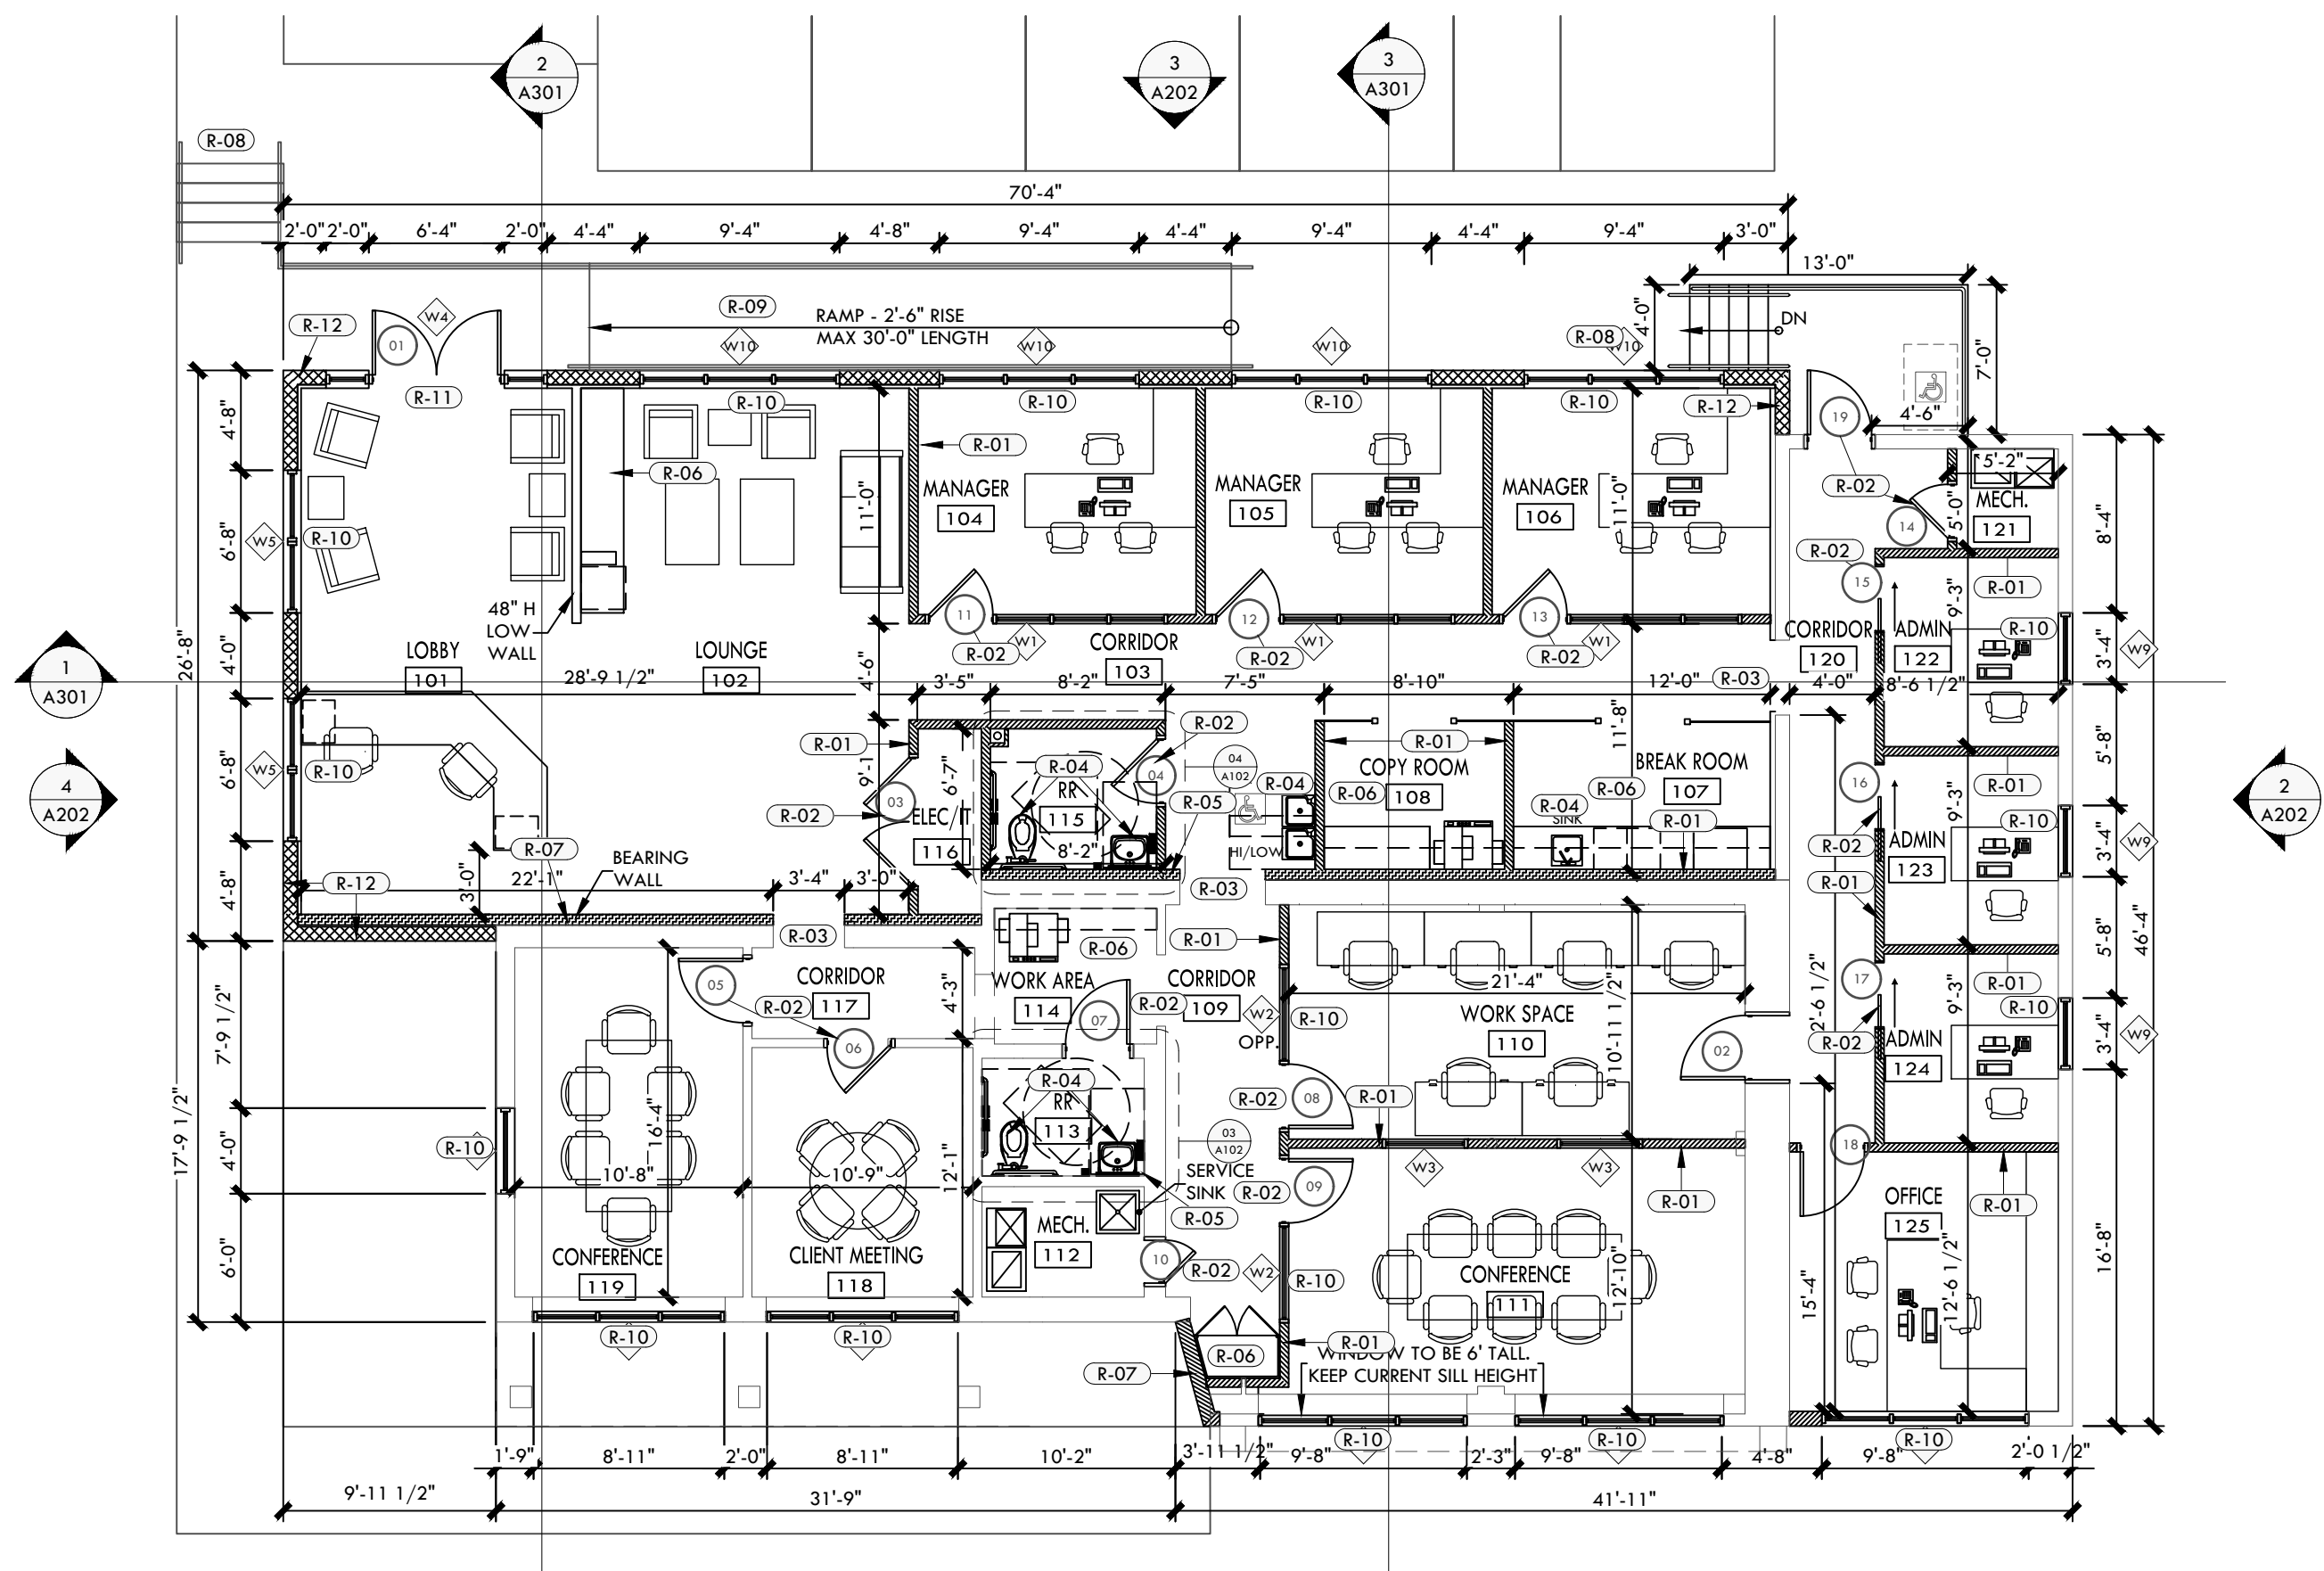 2
A301
3
A202
3
A301
R-08
70'-4"
2'-0" 2'-0" 6'-4" 2'-0" 4'-4" 9'-4" 4'-8" 9'-4" 4'-4" 9'-4" 4'-4" 9'-4" 3'-0"
13'-0"
R-09
RAMP - 2'-6" RISE
MAX 30'-0" LENGTH
R-12
01
W4
R-11
W10
W10
W10
W10
R-08
4'-0"
DN
7'-0"
4'-6"
19
R-10
R-10
R-10
R-10
R-12
R-01
R-06
R-02
5'-2"
MECH.
121
14
5'-0"
4'-8"
6'-8"
4'-0"
6'-8"
4'-8"
26'-8"
W5
R-10
W5
R-10
11'-0"
MANAGER
104
MANAGER
105
MANAGER
106
11'-0"
8'-4"
R-02
15
R-01
9'-3"
48" H
LOW
WALL
11
R-02
W1
12
R-02
W1
13
R-02
W1
CORRIDOR
103
LOBBY
101
LOUNGE
102
28'-9 1/2"
4'-6"
3'-5" 8'-2" 7'-5" 8'-10" 12'-0" R-03 4'-0" 8'-6 1/2"
CORRIDOR
120
ADMIN
122
R-10
3'-4"
W9
1
A301
4
A202
2
A202
R-01
R-02
9'-1"
6'-7"
R-02
03
ELEC/IT
116
R-04
RR
115
8'-2"
04
04
A102
R-05
R-04
HI/LOW
R-03
R-01
COPY ROOM
108
R-06
11'-8"
BREAK ROOM
107
R-06
R-04
SINK
R-01
16
R-01
9'-3"
R-02
ADMIN
123
R-10
R-01
5'-8"
3'-4"
W9
5'-8"
46'-4"
R-07
BEARING
WALL
R-12
22'-1"
3'-0"
3'-4" 3'-0"
R-03
R-06
R-01
05
R-02
CORRIDOR
117
06
4'-3"
WORK AREA
114
07
R-02
CORRIDOR
109
W2
OPP.
R-10
21'-4"
WORK SPACE
110
10'-11 1/2"
02
2'-6 1/2"
17
R-01
R-10
9'-3"
R-02
ADMIN
124
3'-4"
W9
7'-9 1/2"
4'-0"
6'-0"
17'-9 1/2"
R-10
16'-4"
10'-8"
CONFERENCE
119
10'-9"
CLIENT MEETING
118
12'-1"
R-04
RR
113
03
A102
SERVICE
SINK
R-05
MECH.
112
10
R-02
R-02
08
R-01
R-02
09
W2
R-10
W3
W3
R-01
CONFERENCE
111
12'-10"
18
R-01
OFFICE
125
12'-6 1/2"
15'-4"
16'-8"
R-10
R-10
R-07
R-06
R-01
WINDOW TO BE 6' TALL.
KEEP CURRENT SILL HEIGHT
R-10
R-10
R-10
1'-9" 8'-11" 2'-0" 8'-11" 10'-2" 3'-11 1/2" 9'-8" 2'-3" 9'-8" 4'-8" 9'-8" 2'-0 1/2"
9'-11 1/2" 31'-9" 41'-11"